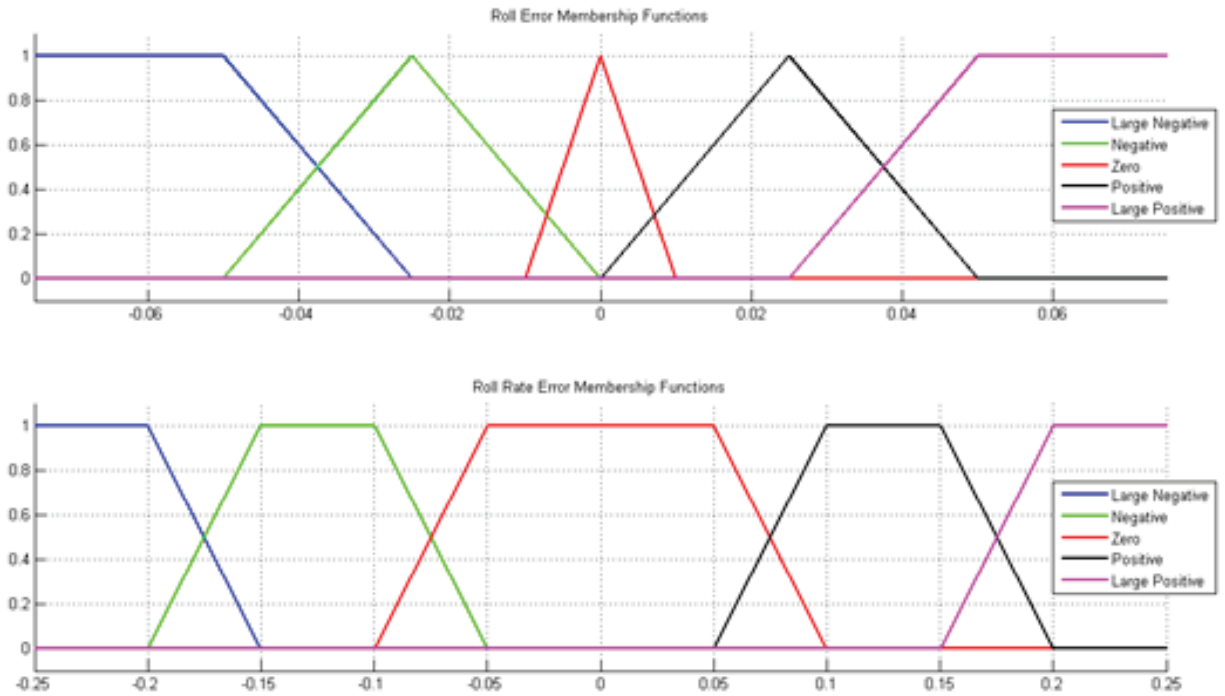 Roll Error Membership Functions
1
0.8
0.6
0.4
0.2
0
-0.06 -0.04 -0.02 0 0.02 0.04 0.06
Large Negative
Negative
Zero
Positive
Large Positive
Roll Rate Error Membership Functions
1
0.8
0.6
0.4
0.2
0
-0.25 -0.2 -0.15 -0.1 -0.05 0 0.05 0.1 0.15 0.2 0.25
Large Negative
Negative
Zero
Positive
Large Positive